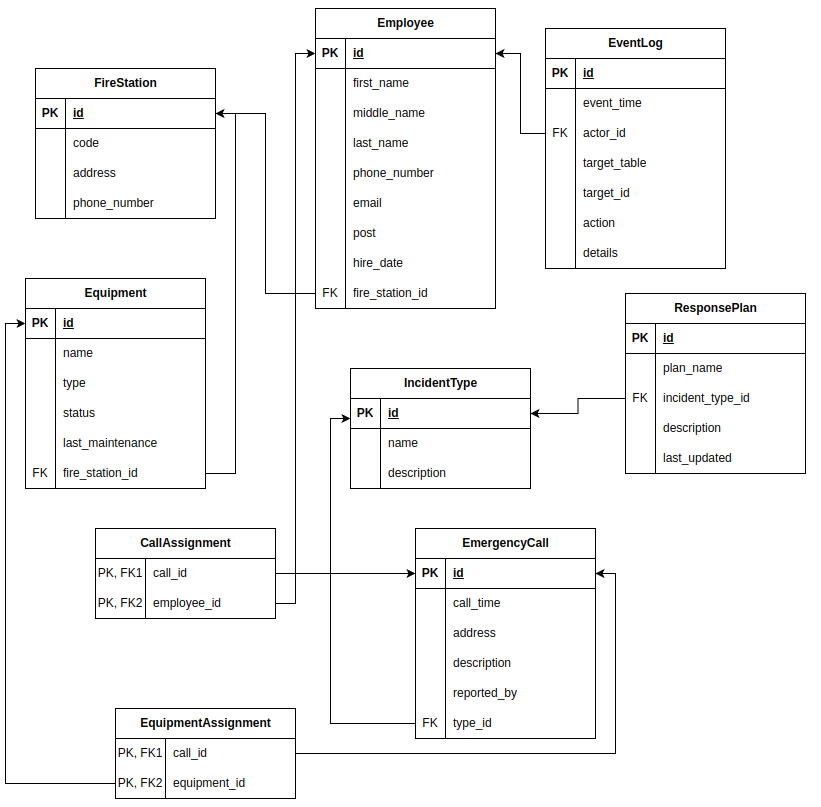 Employee
PK id
first_name
middle_name
last_name
phone_number
email
post
hire_date
FK fire_station_id
EventLog
PK id
event_time
FK actor_id
target_table
target_id
action
details
FireStation
PK id
code
address
phone_number
Equipment
PK id
name
type
status
last_maintenance
FK fire_station_id
ResponsePlan
PK id
plan_name
FK incident_type_id
description
last_updated
IncidentType
PK id
name
description
CallAssignment
PK, FK1 call_id
PK, FK2 employee_id
EmergencyCall
PK id
call_time
address
description
reported_by
FK type_id
EquipmentAssignment
PK, FK1 call_id
PK, FK2 equipment_id